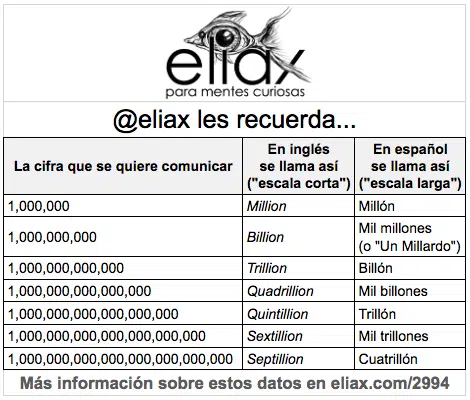 eliax
para mentes curiosas
@eliax les recuerda...
La cifra que se quiere comunicar
En inglés
se llama así
("escala corta")
En español
se llama así
("escala larga")
1,000,000
Million
Millón
1,000,000,000
Billion
Mil millones
(o "Un Millardo")
1,000,000,000,000
Trillion
Billón
1,000,000,000,000,000
Quadrillion
Mil billones
1,000,000,000,000,000,000
Quintillion
Trillón
1,000,000,000,000,000,000,000
Sextillion
Mil trillones
1,000,000,000,000,000,000,000,000
Septillion
Cuatrillón
Más información sobre estos datos en eliax.com/2994